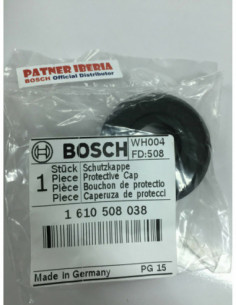 PATNER IBERIA
BOSCH Official Distributor
BOSCH
WH004
FD:508
1
Stück Schutzkappe
Piece Protective Cap
Pièce Bouchon de protectio
Piece Caperuza de protecci
1 610 508 038
Made in Germany
PG 15